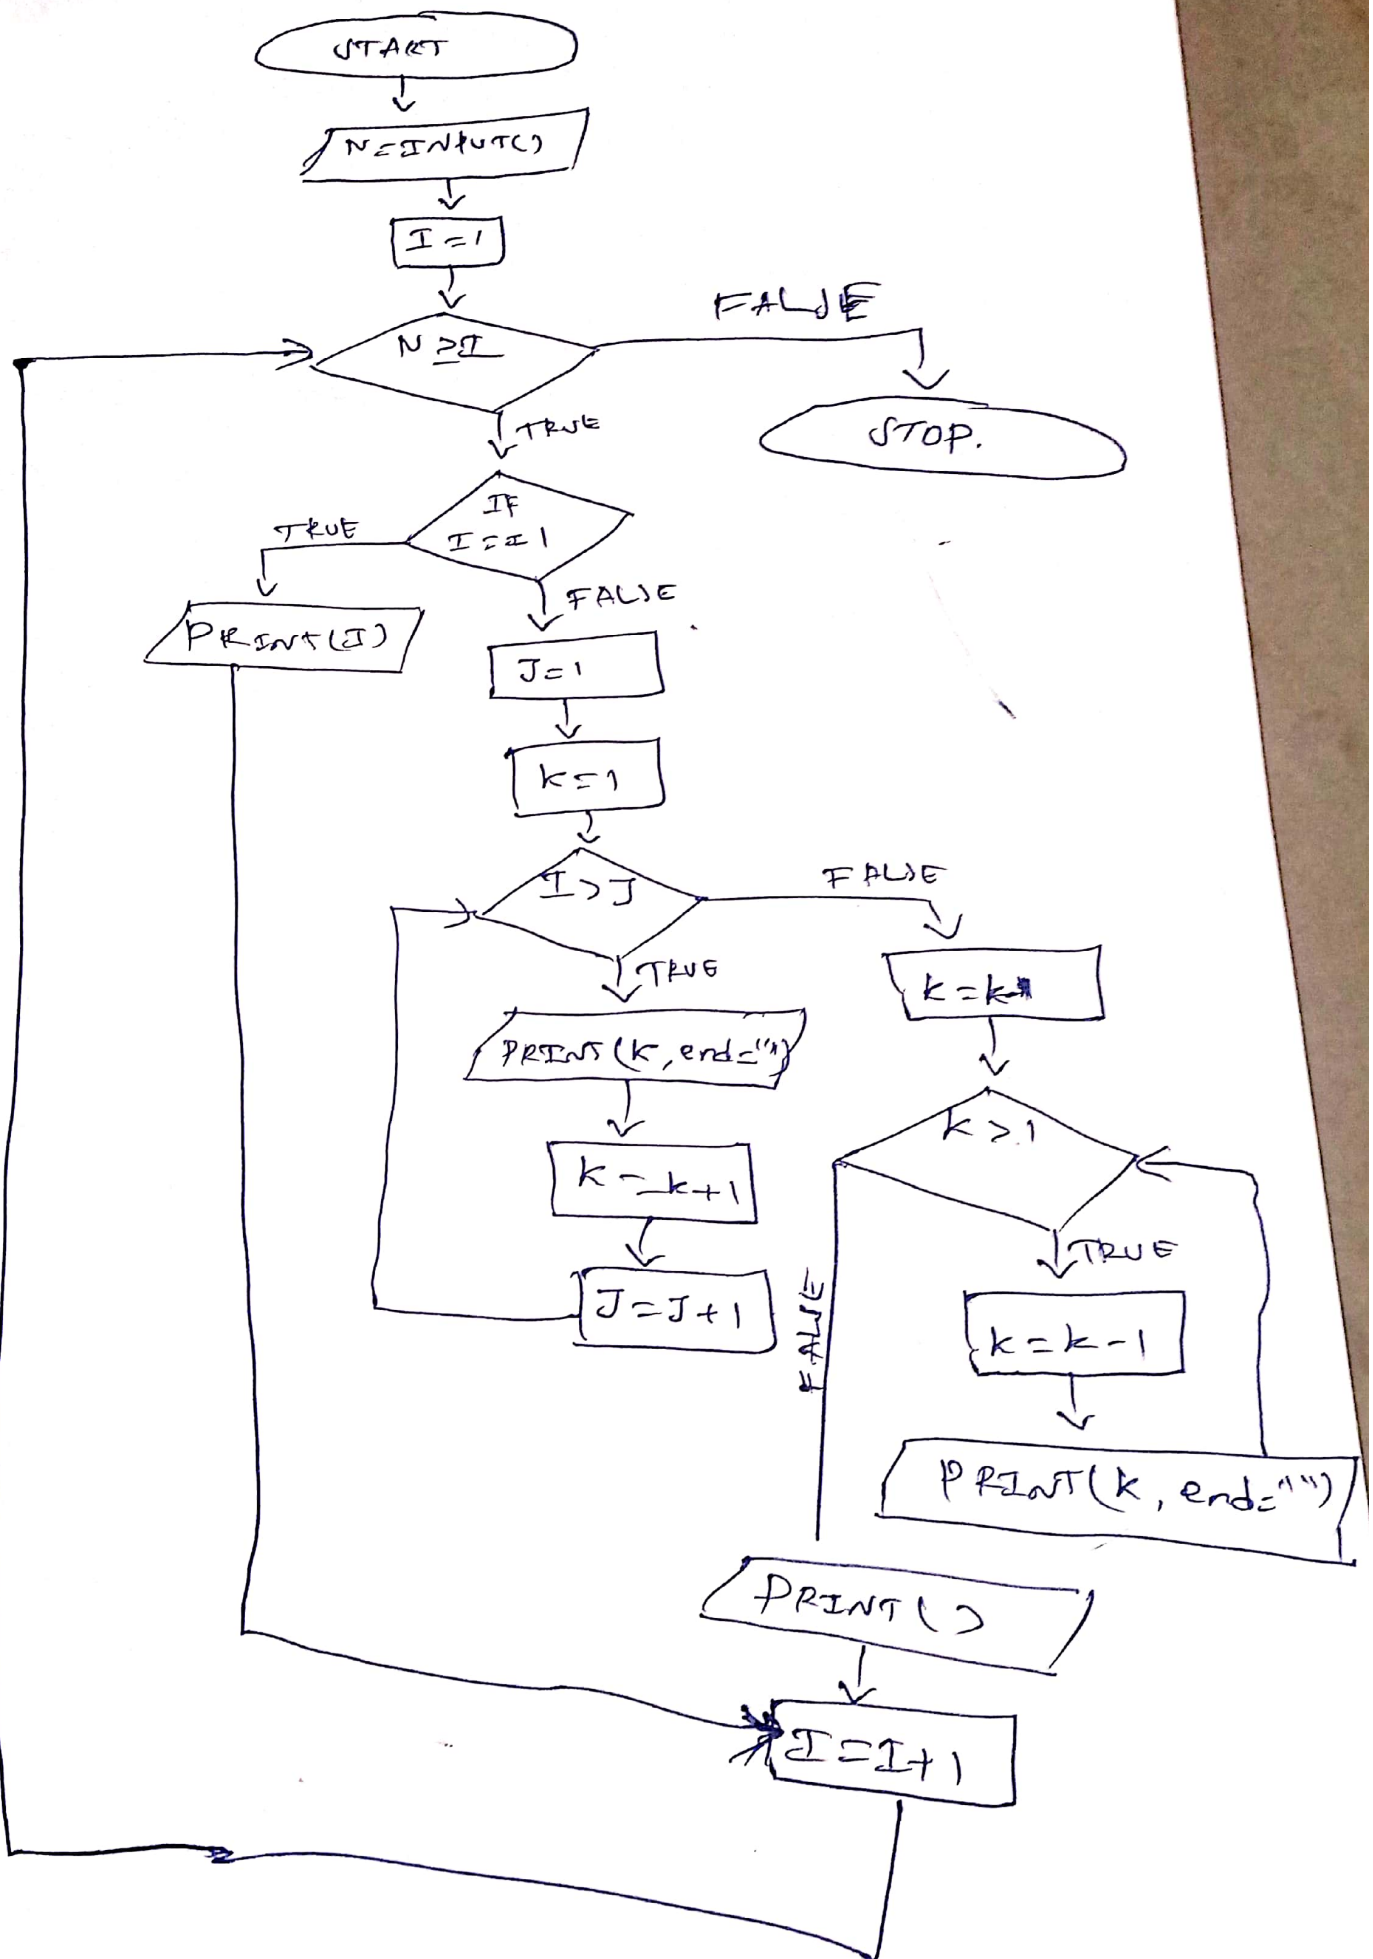 START
N=INPUT()
I=1
N≥I
FALSE
STOP.
TRUE
IF
I==1
TRUE
FALSE
PRINT(I)
J=1
K=1
I>J
FALSE
TRUE
PRINT(K,end="")
K=K+1
J=J+1
K>1
TRUE
FALSE
K=K-1
PRINT(K, end="")
PRINT()
I=I+1